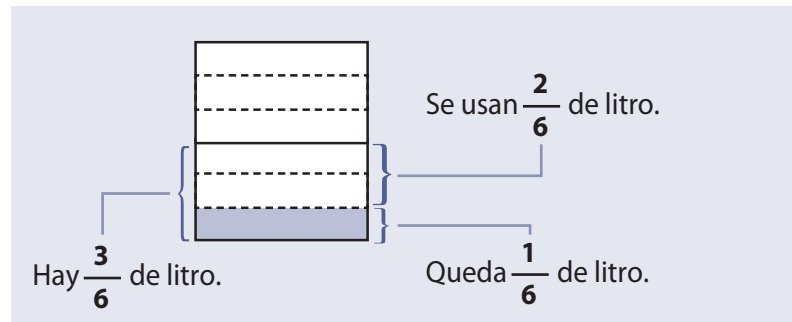 Se usan 2/6 de litro.
Hay 3/6 de litro.
Queda 1/6 de litro.